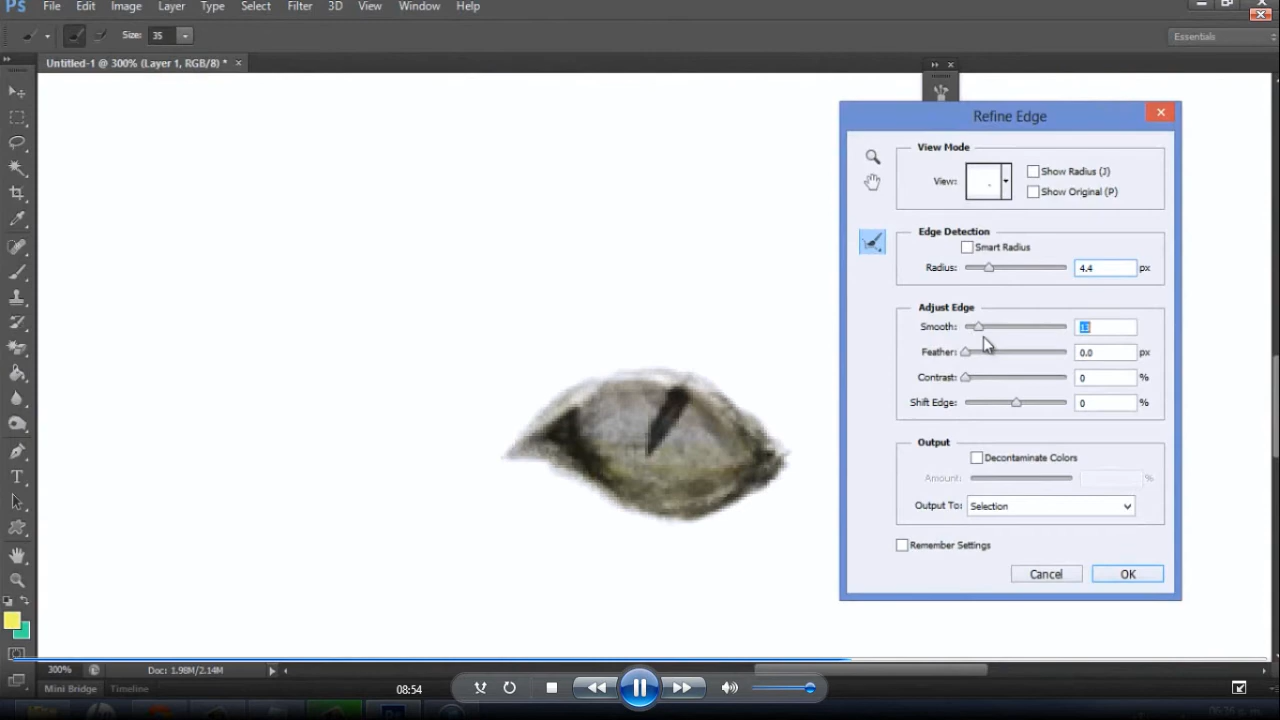 Ps File Edit Image Layer Type Select Filter 3D View Window Help
Size: 35
Essentials
Untitled-1 @ 300% (Layer 1, RGB/8) *
Refine Edge
View Mode
View:
Show Radius (J)
Show Original (P)
Edge Detection
Smart Radius
Radius: 4.4 px
Adjust Edge
Smooth: 13
Feather: 0.0 px
Contrast: 0 %
Shift Edge: 0 %
Output
Decontaminate Colors
Amount: %
Output To: Selection
Remember Settings
Cancel OK
300% Doc: 1.98M/2.14M
Mini Bridge Timeline
08:54